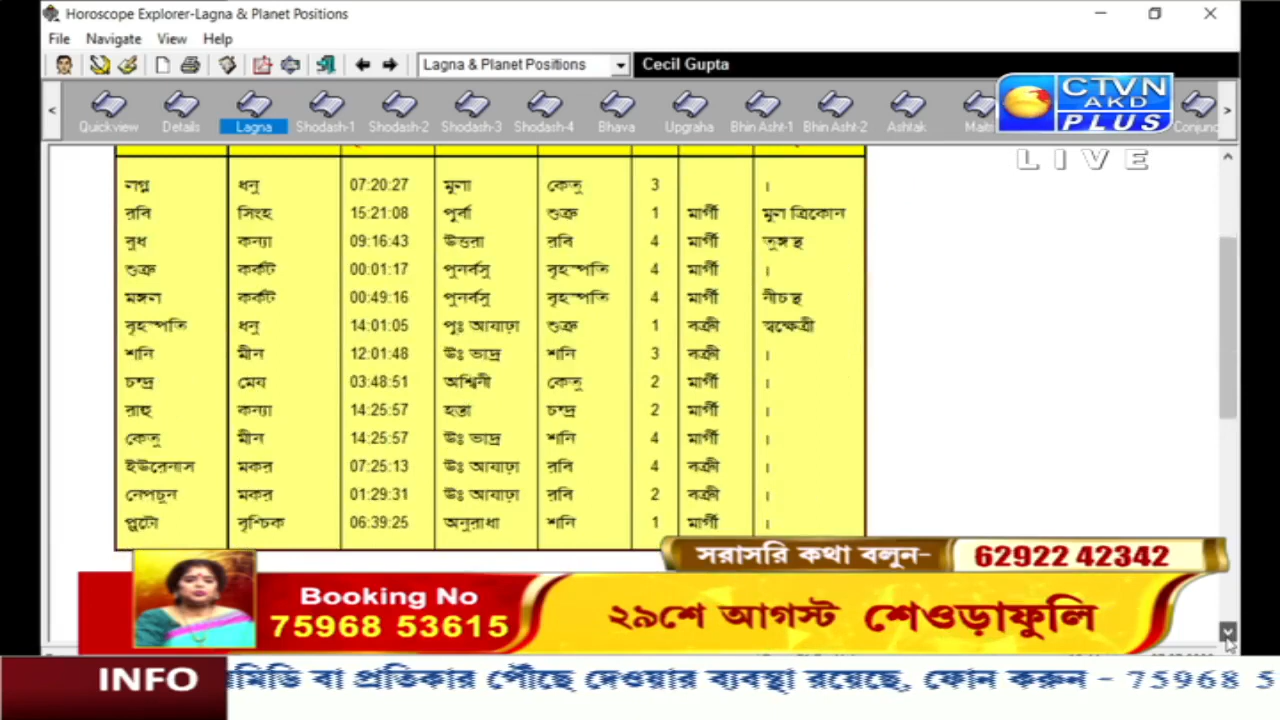 Horoscope Explorer-Lagna & Planet Positions
File Navigate View Help
Lagna & Planet Positions Cecil Gupta
Quickview Details Lagna Shodash-1 Shodash-2 Shodash-3 Shodash-4 Bhava Upgraha Bhin Asht-1 Bhin Asht-2 Ashtak Maitri Conjunc
CTVN
AKD
PLUS
LIVE
লগ্ন ধনু 07:20:27 মুলা কেতু 3 ।
রবি সিংহ 15:21:08 পুর্বা শুক্র 1 মার্গী মুল ত্রিকোন
বুধ কন্যা 09:16:43 উত্তরা রবি 4 মার্গী তুঙ্গস্থ
শুক্র কর্কট 00:01:17 পুনর্বসু বৃহস্পতি 4 মার্গী ।
মঙ্গল কর্কট 00:49:16 পুনর্বসু বৃহস্পতি 4 মার্গী নীচস্থ
বৃহস্পতি ধনু 14:01:05 পুঃ আযাঢ়া শুক্র 1 বক্রী স্বক্ষেত্রী
শনি মীন 12:01:48 উঃ ভাদ্র শনি 3 বক্রী ।
চন্দ্র মেয 03:48:51 অশ্বিনী কেতু 2 মার্গী ।
রাহু কন্যা 14:25:57 হস্তা চন্দ্র 2 মার্গী ।
কেতু মীন 14:25:57 উঃ ভাদ্র শনি 4 মার্গী ।
ইউরেনাস মকর 07:25:13 উঃ আযাঢ়া রবি 4 বক্রী ।
নেপচুন মকর 01:29:31 উঃ আযাঢ়া রবি 2 বক্রী ।
প্লুটো বৃশ্চিক 06:39:25 অনুরাধা শনি 1 মার্গী ।
সরাসরি কথা বলুন- 62922 42342
Booking No
75968 53615
২৯শে আগস্ট শেওড়াফুলি
INFO মিডি বা প্রতিকার পৌঁছে দেওয়ার ব্যবস্থা রয়েছে, ফোন করুন - 75968 5